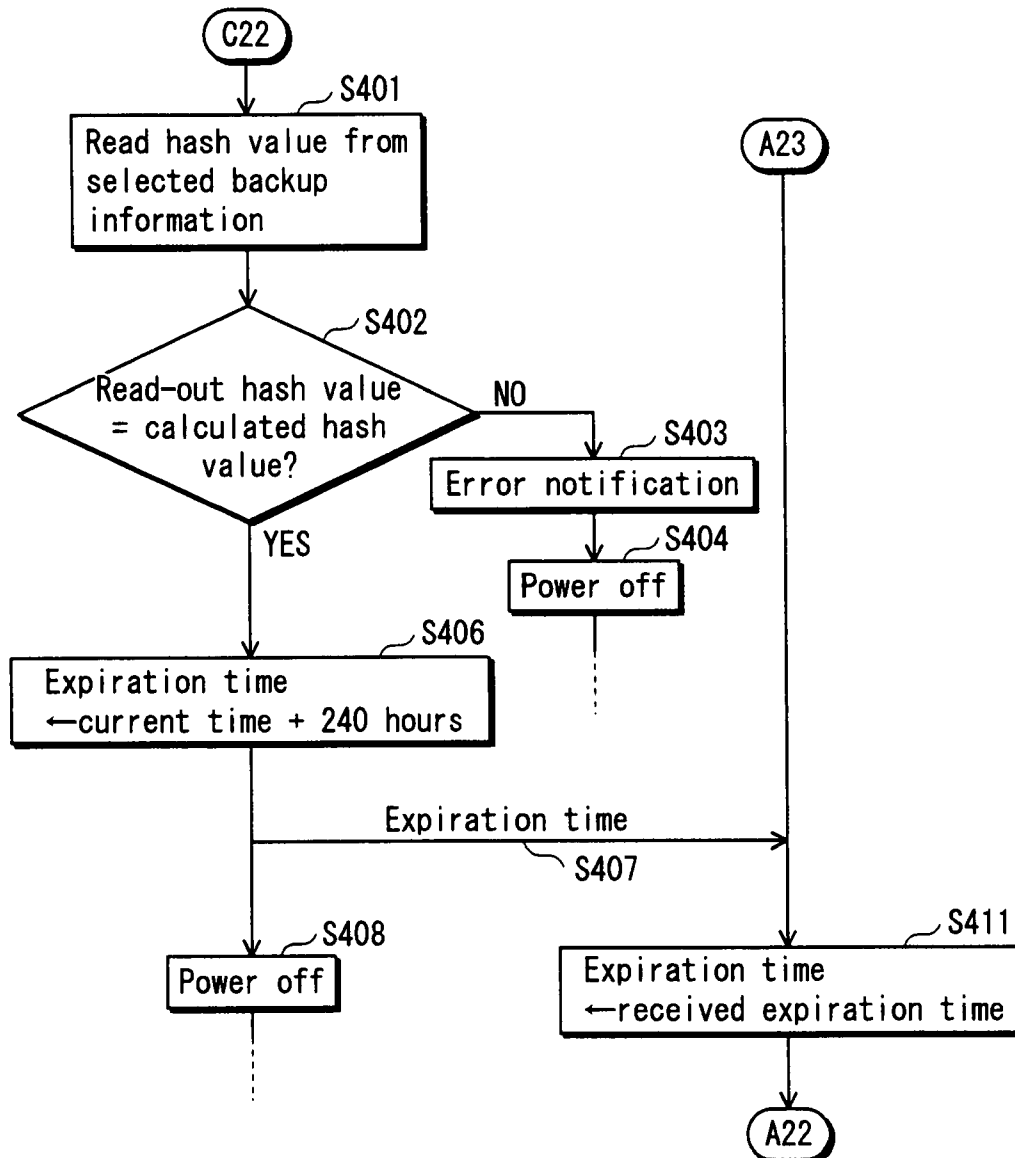 C22
S401
Read hash value from
selected backup
information
A23
S402
Read-out hash value
= calculated hash
value?
NO
S403
Error notification
YES
S404
Power off
S406
Expiration time
←current time + 240 hours
Expiration time
S407
S408
Power off
S411
Expiration time
←received expiration time
A22